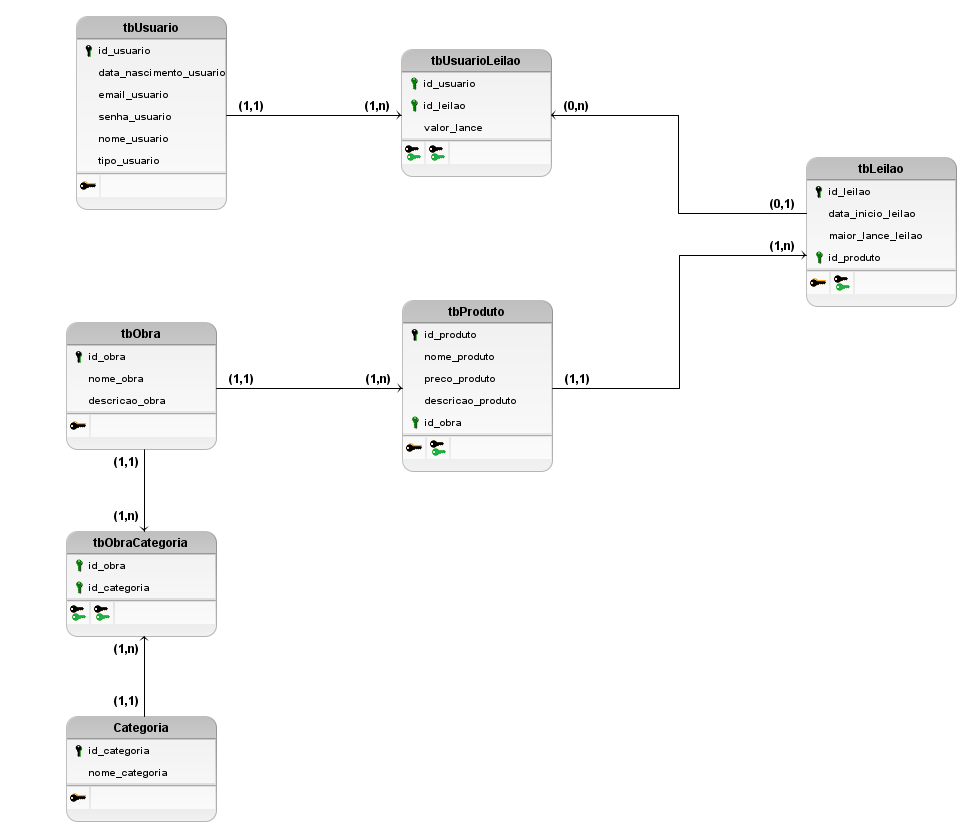 tbUsuario
id_usuario
data_nascimento_usuario
email_usuario
senha_usuario
nome_usuario
tipo_usuario
(1,1)
(1,n)
tbUsuarioLeilao
id_usuario
id_leilao
valor_lance
(0,n)
(0,1)
tbLeilao
id_leilao
data_inicio_leilao
maior_lance_leilao
id_produto
(1,n)
tbObra
id_obra
nome_obra
descricao_obra
(1,1)
(1,n)
tbProduto
id_produto
nome_produto
preco_produto
descricao_produto
id_obra
(1,1)
(1,1)
(1,n)
tbObraCategoria
id_obra
id_categoria
(1,n)
(1,1)
Categoria
id_categoria
nome_categoria